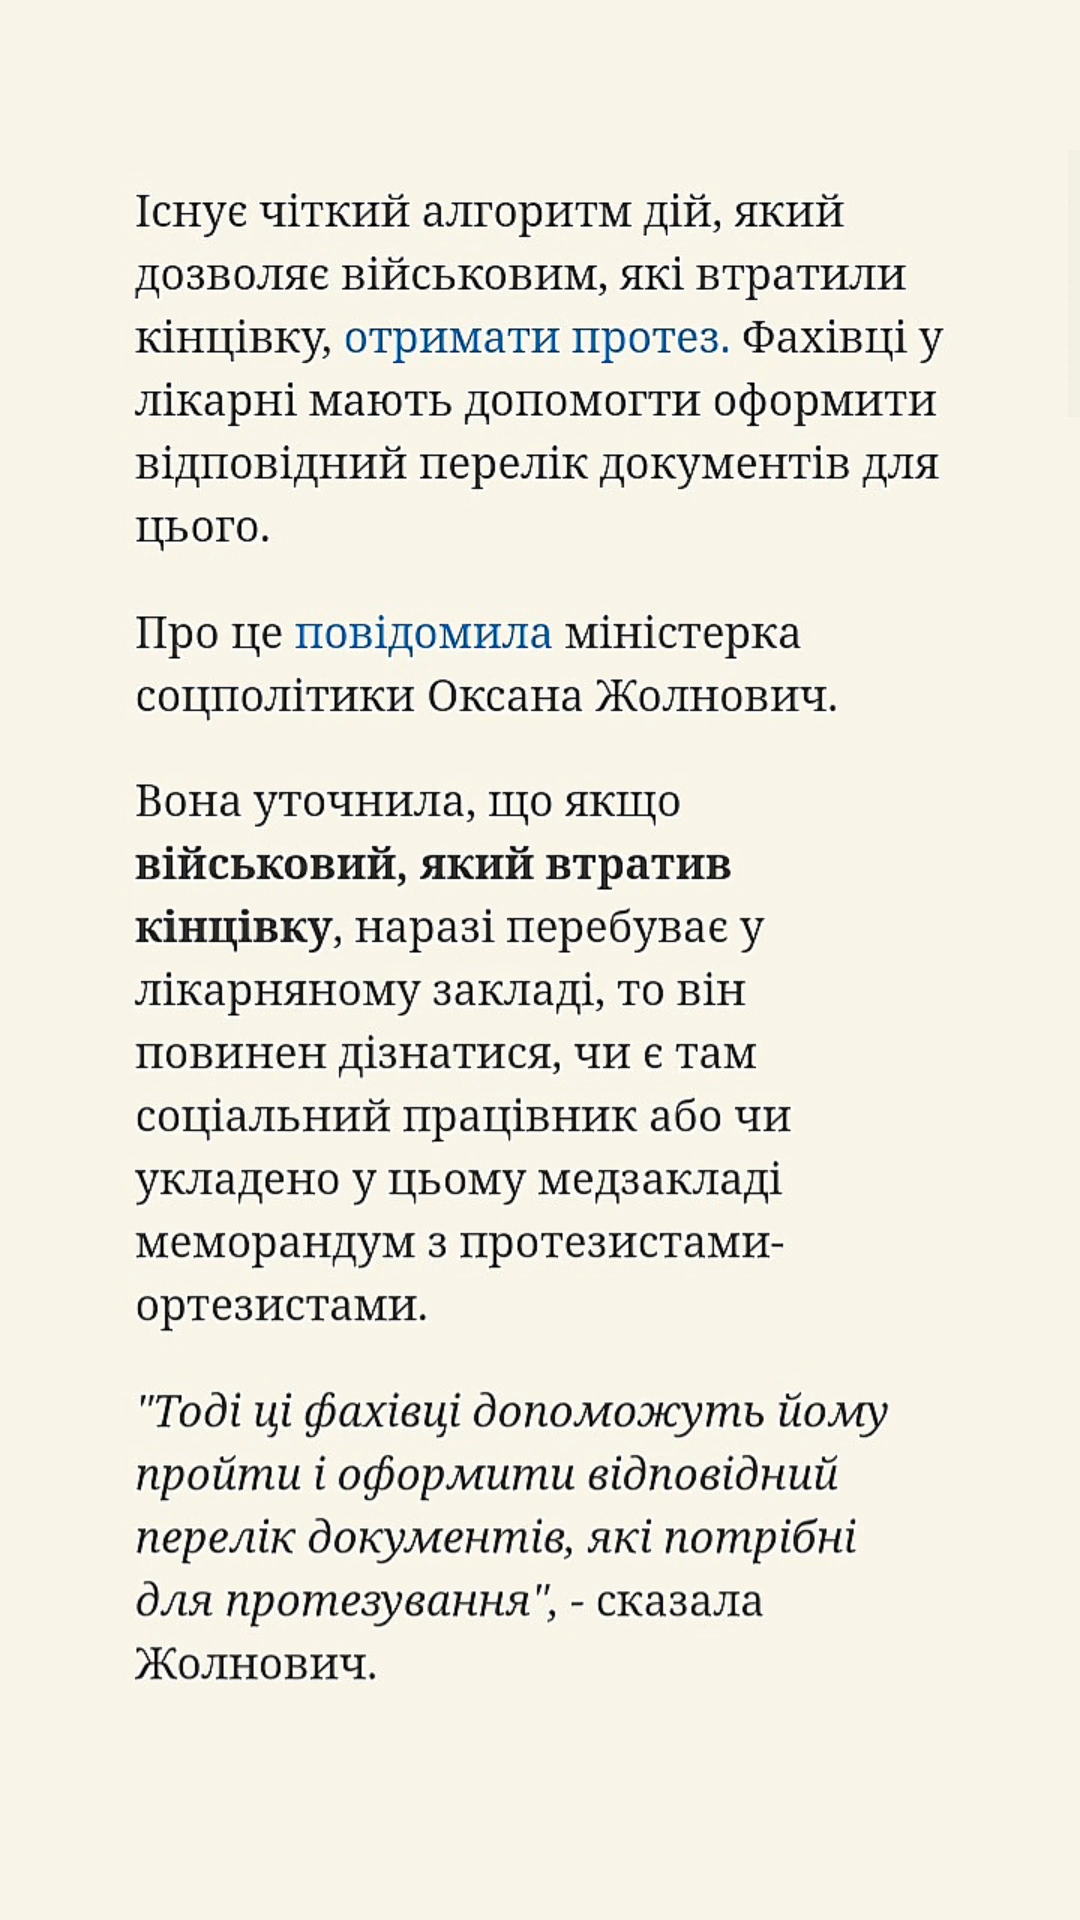 Існує чіткий алгоритм дій, який
дозволяє військовим, які втратили
кінцівку, отримати протез. Фахівці у
лікарні мають допомогти оформити
відповідний перелік документів для
цього.
Про це повідомила міністерка
соцполітики Оксана Жолнович.
Вона уточнила, що якщо
військовий, який втратив
кінцівку, наразі перебуває у
лікарняному закладі, то він
повинен дізнатися, чи є там
соціальний працівник або чи
укладено у цьому медзакладі
меморандум з протезистами-
ортезистами.
"Тоді ці фахівці допоможуть йому
пройти і оформити відповідний
перелік документів, які потрібні
для протезування", - сказала
Жолнович.